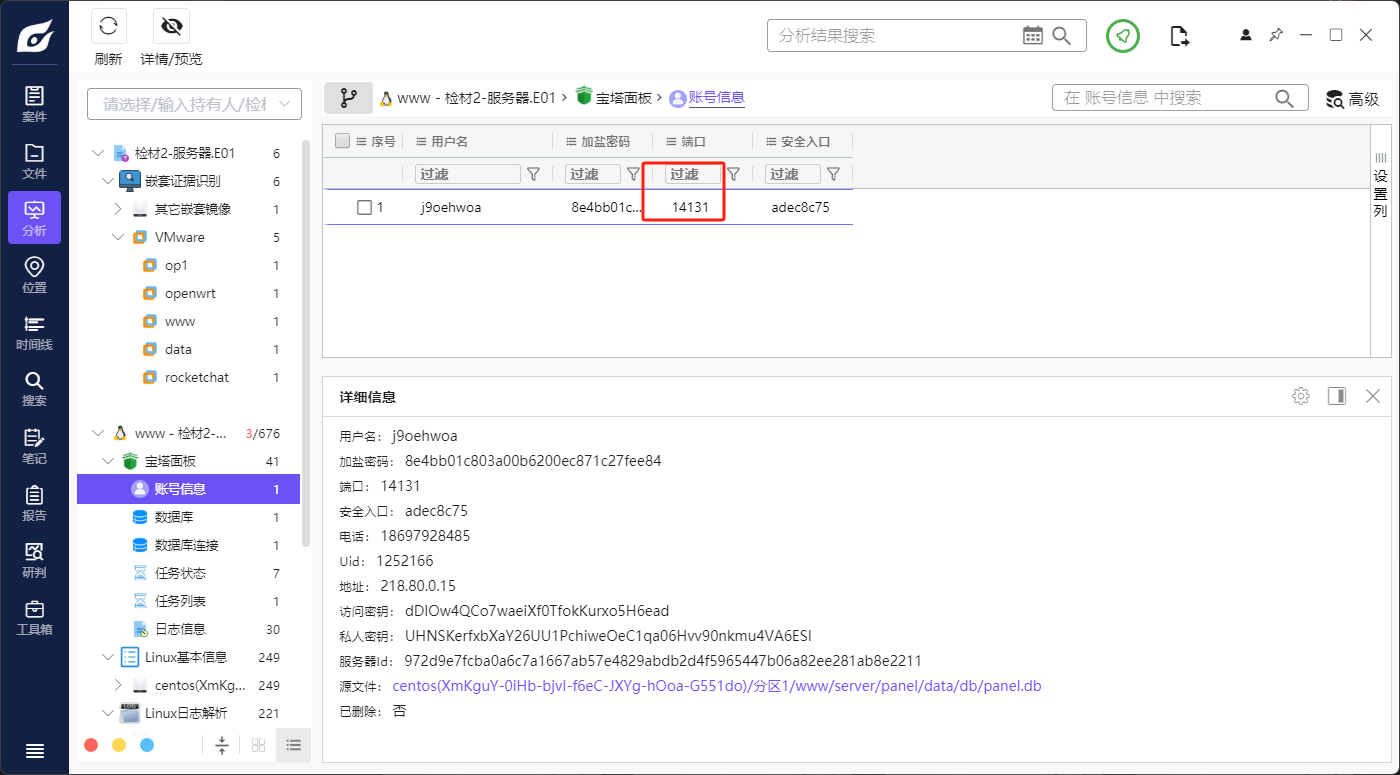 刷新
详情/预览
分析结果搜索
案件
文件
分析
位置
时间线
搜索
笔记
报告
研判
工具箱
请选择/输入持有人/检材
检材2-服务器.E01 6
嵌套证据识别 6
其它嵌套镜像 1
VMware 5
op1 1
openwrt 1
www 1
data 1
rocketchat 1
www - 检材2-... 3/676
宝塔面板 41
账号信息 1
数据库 1
数据库连接 1
任务状态 7
任务列表 1
日志信息 30
Linux基本信息 249
centos(XmKg... 249
Linux日志解析 221
www - 检材2-服务器.E01 > 宝塔面板 > 账号信息
在 账号信息 中搜索
高级
序号 用户名 加盐密码 端口 安全入口
过滤 过滤 过滤 过滤
1 j9oehwoa 8e4bb01c... 14131 adec8c75
设置列
详细信息
用户名: j9oehwoa
加盐密码: 8e4bb01c803a00b6200ec871c27fee84
端口: 14131
安全入口: adec8c75
电话: 18697928485
Uid: 1252166
地址: 218.80.0.15
访问密钥: dDlOw4QCo7waeiXf0TfokKurxo5H6ead
私人密钥: UHNSKerfxbXaY26UU1PchiweOeC1qa06Hvv90nkmu4VA6ESl
服务器Id: 972d9e7fcba0a6c7a1667ab57e4829abdb2d4f5965447b06a82ee281ab8e2211
源文件: centos(XmKguY-0iHb-bjvl-f6eC-JXYg-hOoa-G551do)/分区1/www/server/panel/data/db/panel.db
已删除: 否